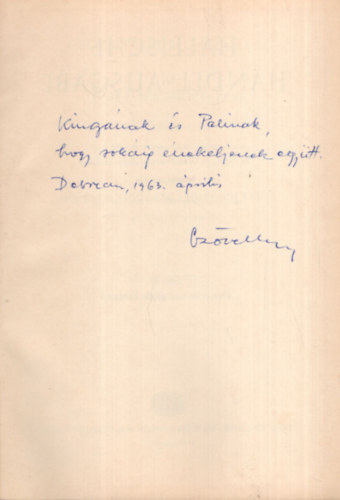 Kingának és Palinak,
hogy sokáig énekeljenek együtt.
Debrecen, 1963. április